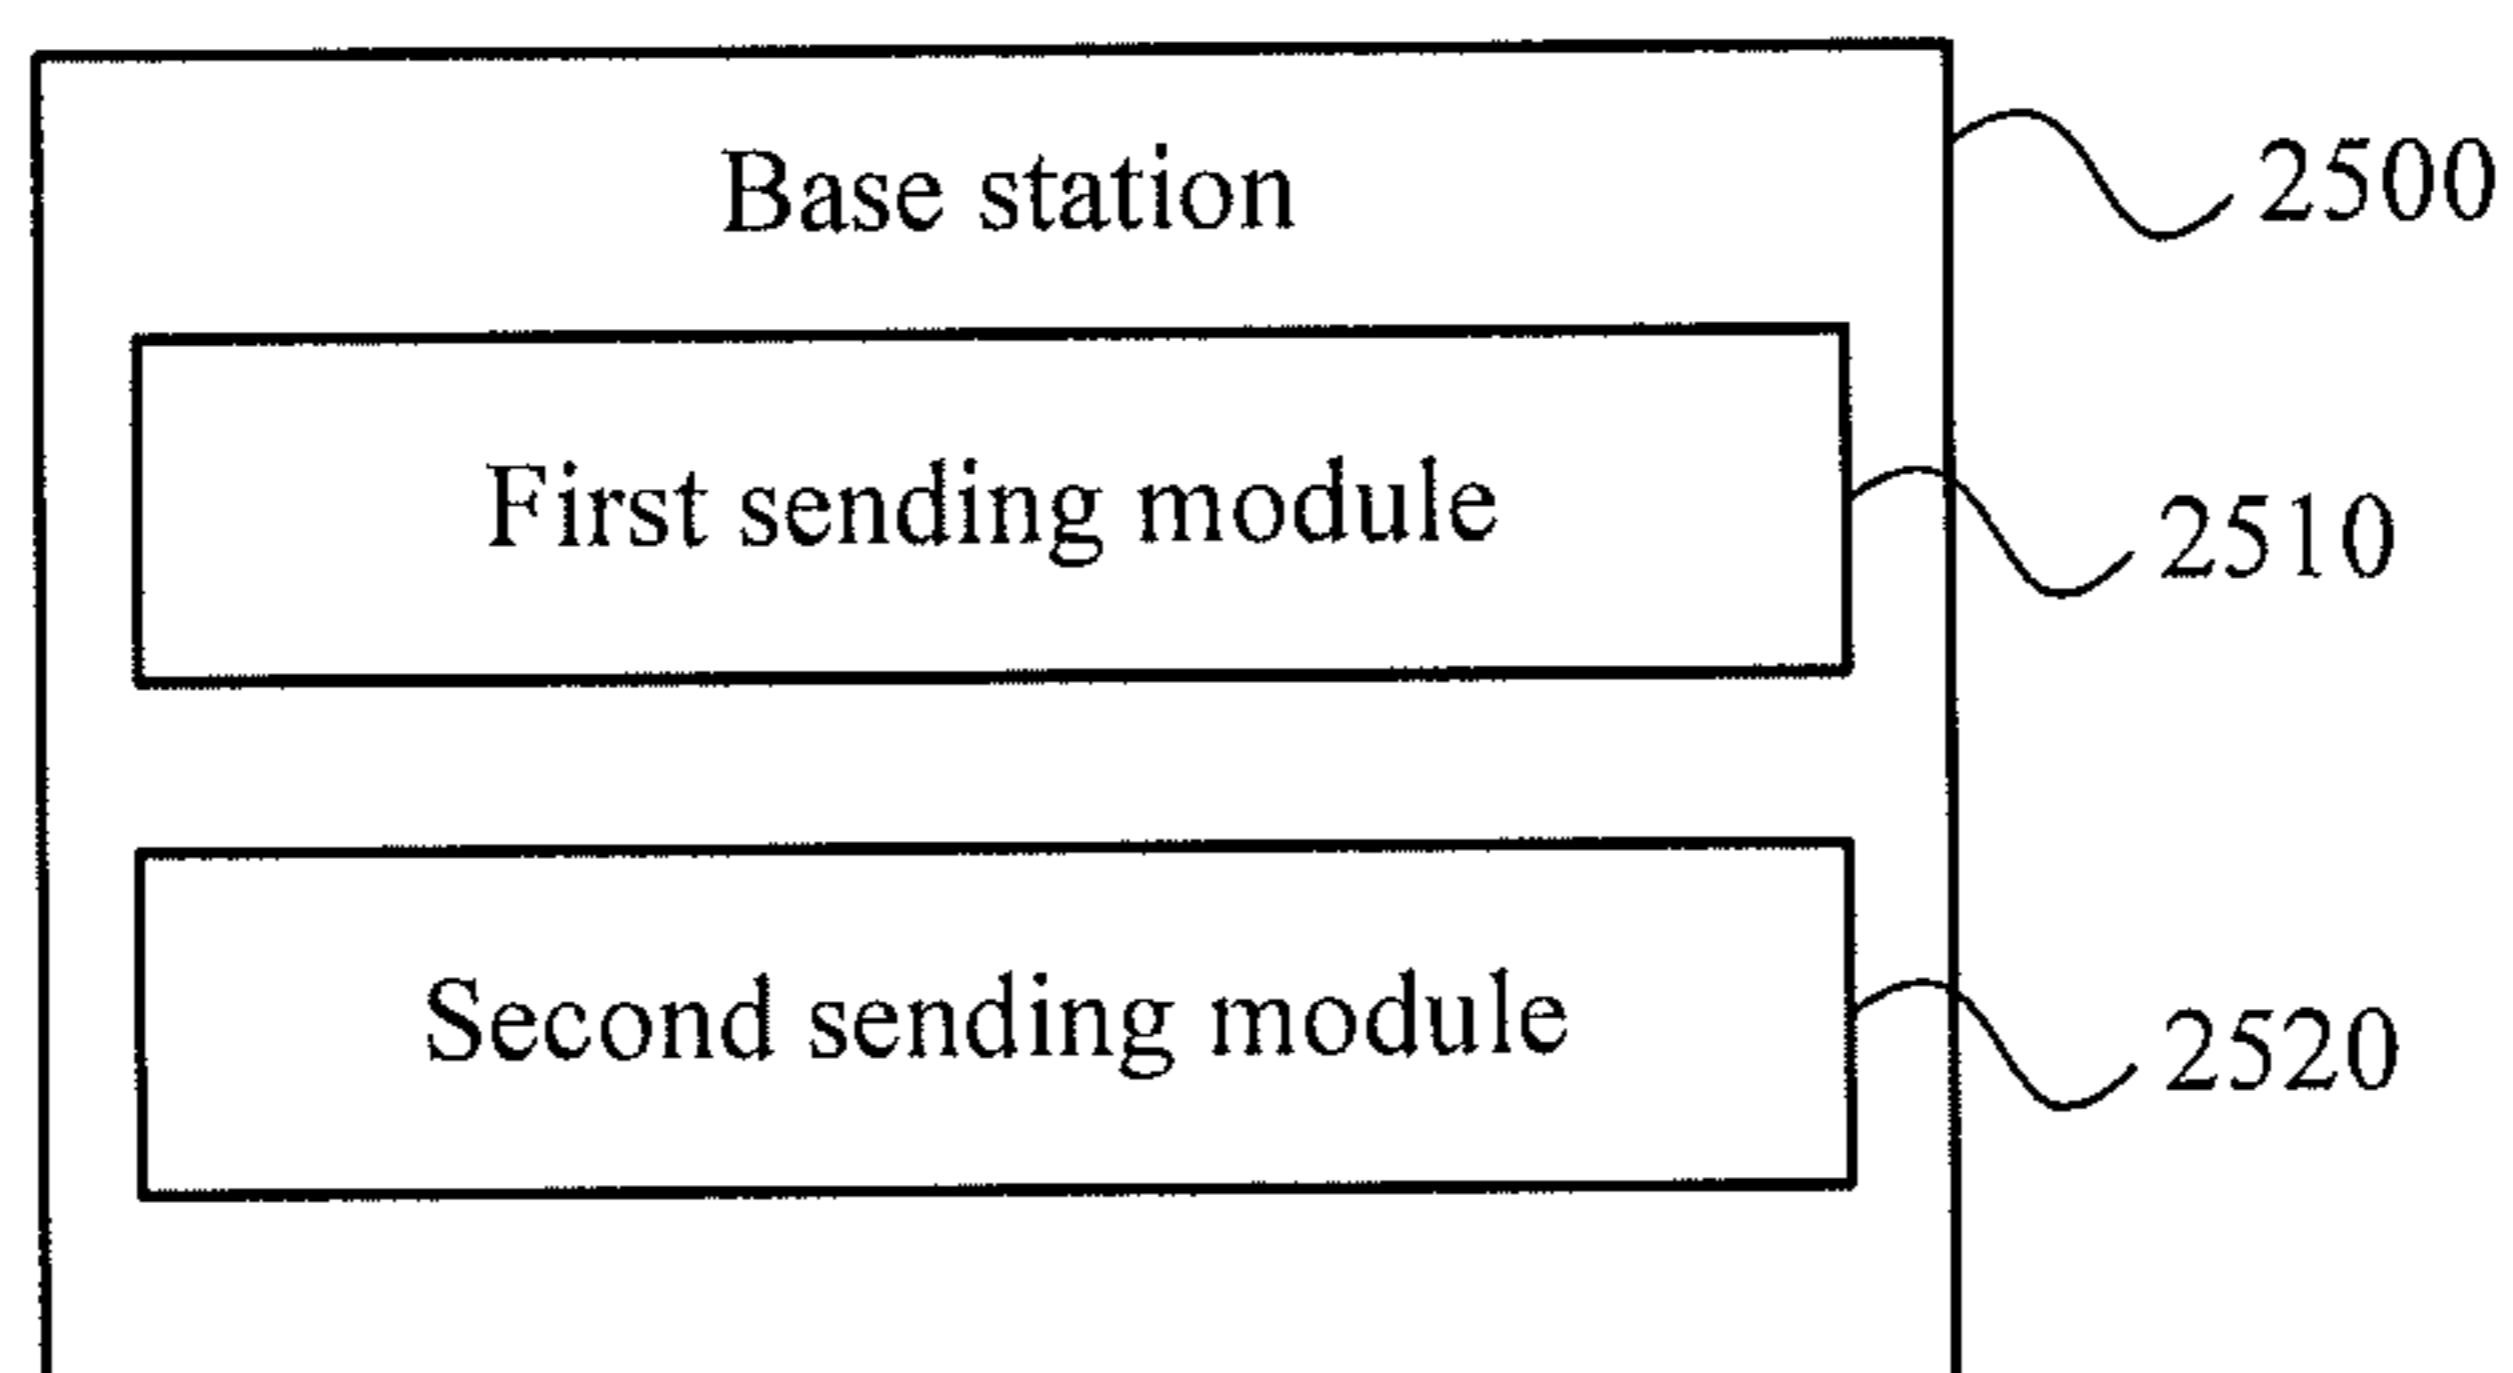 Base station
2500
First sending module
2510
Second sending module
2520